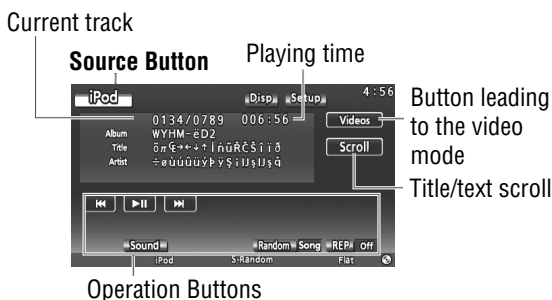 Current track
Source Button
Playing time
iPod
Disp
Setup
4:56
0134/0789 006:56
Videos
Button leading
to the video
mode
Album WYHM-ëD2
Title
Scroll
Artist
Title/text scroll
Sound
Random Song
REP Off
iPod
S-Random
Flat
Operation Buttons